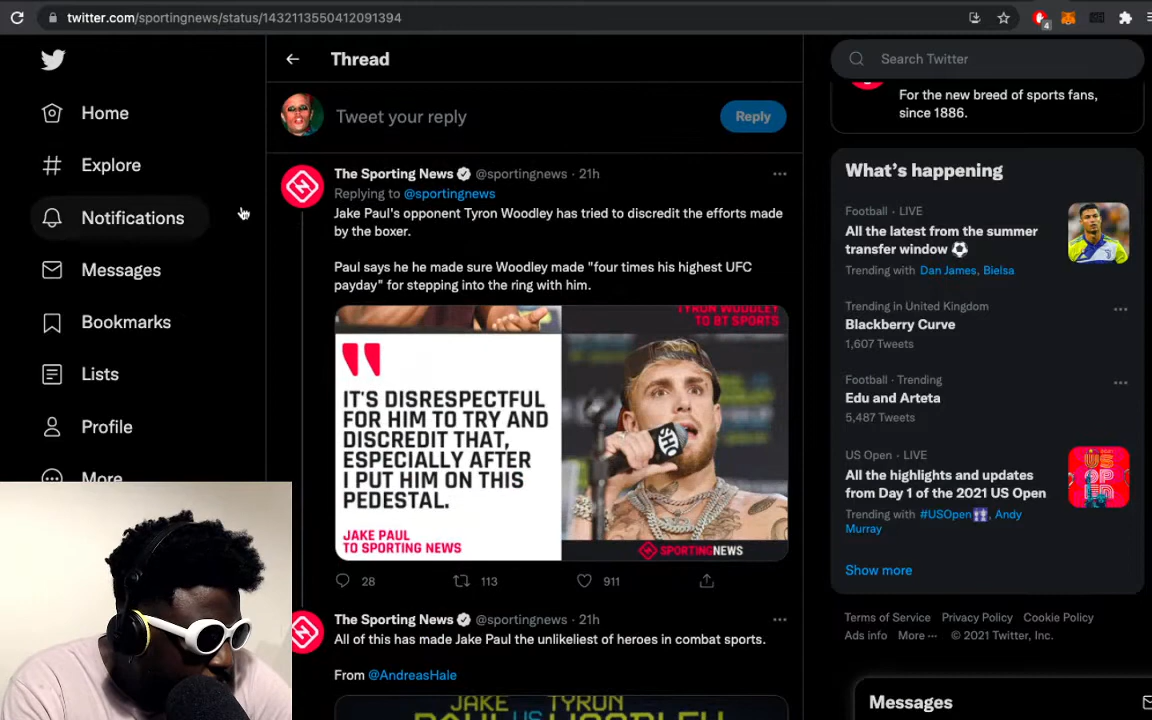 twitter.com/sportingnews/status/1432113550412091394
4
Home
Explore
Notifications
Messages
Bookmarks
Lists
Profile
More
Thread
Tweet your reply
Reply
The Sporting News @sportingnews · 21h
Replying to @sportingnews
Jake Paul's opponent Tyron Woodley has tried to discredit the efforts made
by the boxer.
Paul says he he made sure Woodley made "four times his highest UFC
payday" for stepping into the ring with him.
TYRON WOODLEY
TO BT SPORTS
IT'S DISRESPECTFUL
FOR HIM TO TRY AND
DISCREDIT THAT,
ESPECIALLY AFTER
I PUT HIM ON THIS
PEDESTAL.
JAKE PAUL
TO SPORTING NEWS
SHO
SPORTINGNEWS
28
113
911
The Sporting News @sportingnews · 21h
All of this has made Jake Paul the unlikeliest of heroes in combat sports.
From @AndreasHale
JAKE TYRON
PAUL VS WOODLEY
Search Twitter
For the new breed of sports fans,
since 1886.
What's happening
Football · LIVE
All the latest from the summer
transfer window ⚽
Trending with Dan James, Bielsa
Trending in United Kingdom
Blackberry Curve
1,607 Tweets
Football · Trending
Edu and Arteta
5,487 Tweets
US Open · LIVE
All the highlights and updates
from Day 1 of the 2021 US Open
Trending with #USOpen, Andy
Murray
US
OP
EN
Show more
Terms of Service Privacy Policy Cookie Policy
Ads info More ··· © 2021 Twitter, Inc.
Messages